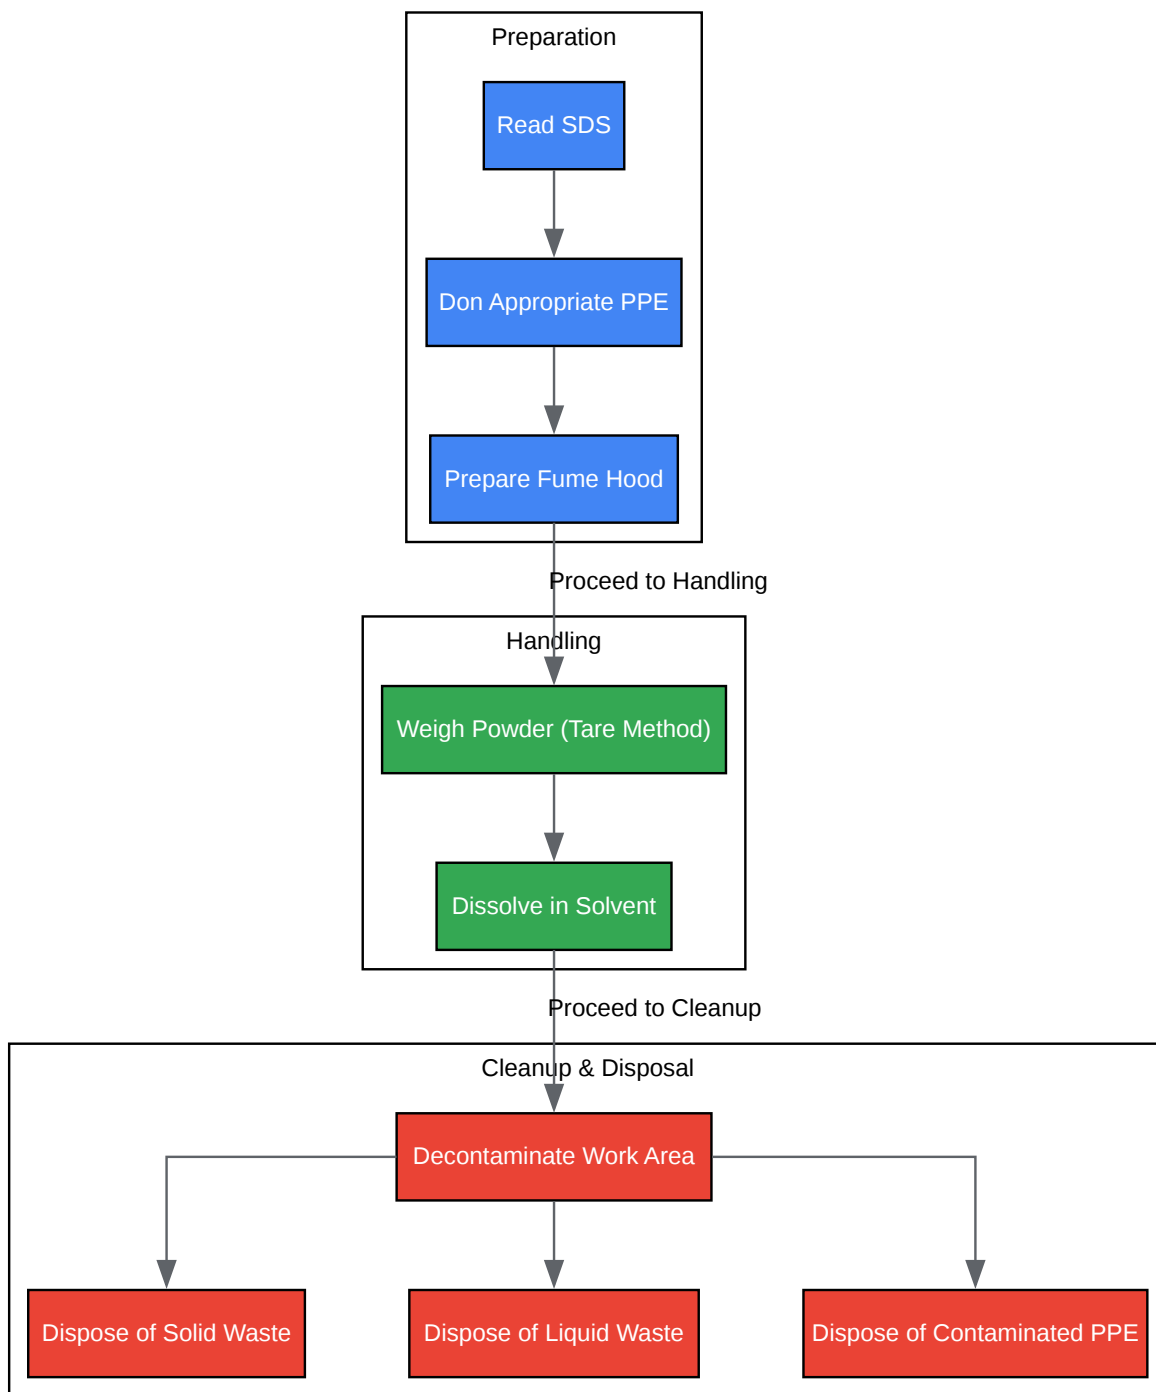 Preparation
Read SDS
Don Appropriate PPE
Prepare Fume Hood
Proceed to Handling
Handling
Weigh Powder (Tare Method)
Dissolve in Solvent
Proceed to Cleanup
Cleanup & Disposal
Decontaminate Work Area
Dispose of Solid Waste
Dispose of Liquid Waste
Dispose of Contaminated PPE